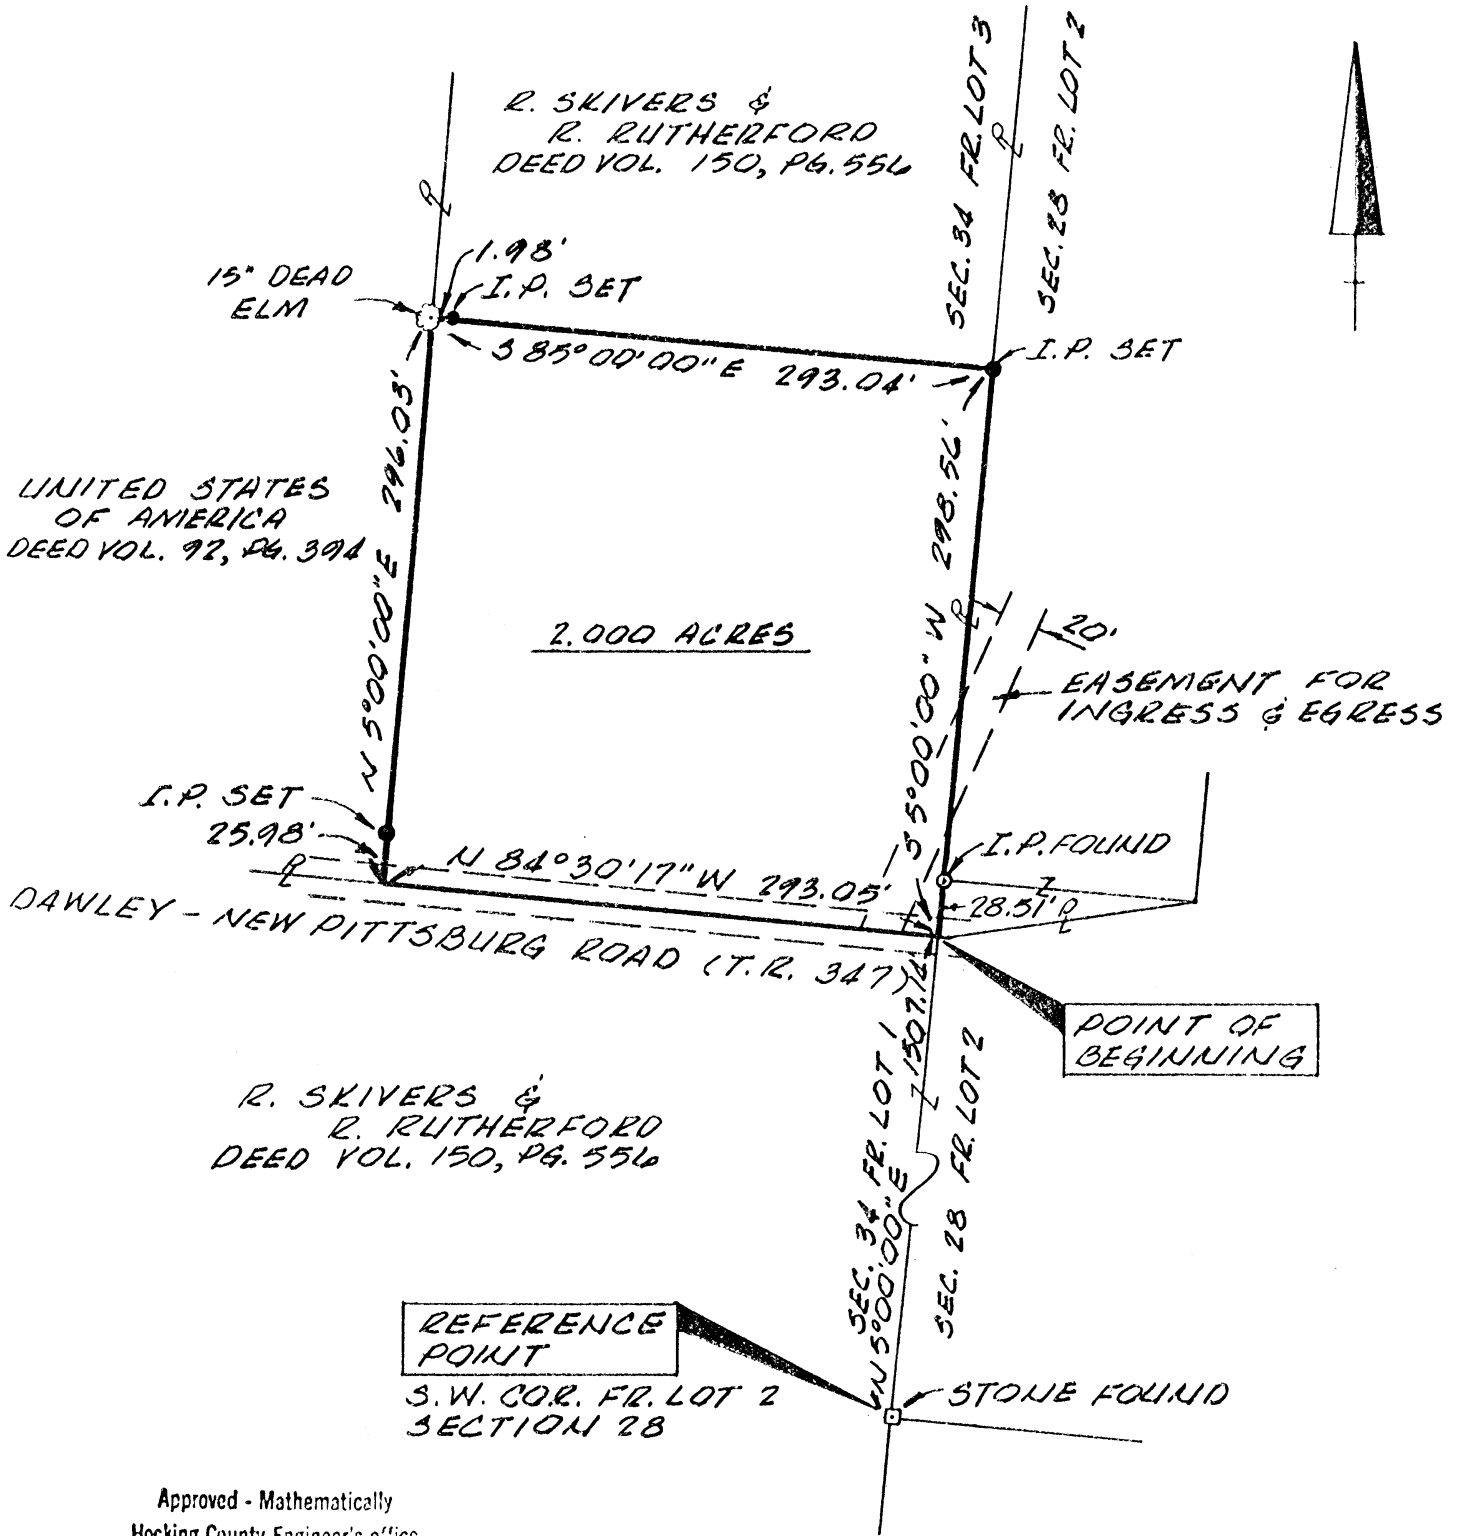 R. SKIVERS &
R. RUTHERFORD
DEED VOL. 150, PG. 556
SEC. 34 FR. LOT 3
SEC. 28 FR. LOT 2
1.98'
15" DEAD
ELM
I.P. SET
S 85°00'00" E 293.04'
I.P. SET
UNITED STATES
OF AMERICA
DEED VOL. 92, PG. 394
N 5°00'00" E 296.03'
2.000 ACRES
S 5°00'00" W 298.56'
20'
EASEMENT FOR
INGRESS & EGRESS
I.P. SET
25.98'
N 84°30'17" W 293.05'
I.P. FOUND
28.51'
DAWLEY - NEW PITTSBURG ROAD (T.R. 347)
POINT OF
BEGINNING
R. SKIVERS &
R. RUTHERFORD
DEED VOL. 150, PG. 556
SEC. 34 FR. LOT 1
N 5°00'00" E 1507.14'
SEC. 28 FR. LOT 2
REFERENCE
POINT
S.W. COR. FR. LOT 2
SECTION 28
STONE FOUND
Approved - Mathematically
Hocking County Engineer's office